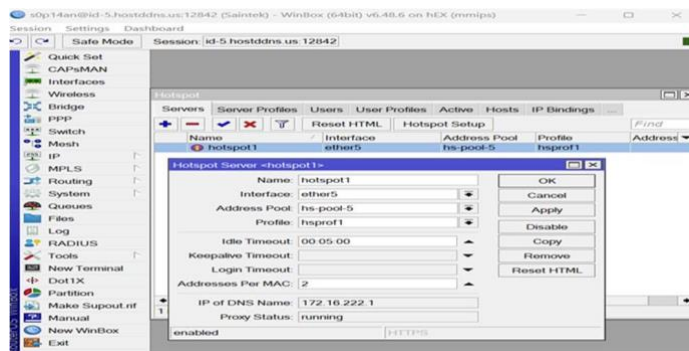 s0p14an@id-5.hostddns.us:12842 (Saintek) - WinBox (64bit) v6.48.6 on hEX (mmips)
Session Settings Dashboard
Safe Mode Session: id-5.hostddns.us:12842
Quick Set
CAPsMAN
Interfaces
Wireless
Bridge
PPP
Switch
Mesh
IP
MPLS
Routing
System
Queues
Files
Log
RADIUS
Tools
New Terminal
Dot1X
Partition
Make Supout.rif
Manual
New WinBox
Exit
Hotspot
Servers Server Profiles Users User Profiles Active Hosts IP Bindings ...
Reset HTML Hotspot Setup Find
Name Interface Address Pool Profile Address
hotspot1 ether5 hs-pool-5 hsprof1
Hotspot Server <hotspot1>
Name: hotspot1 OK
Interface: ether5 Cancel
Address Pool: hs-pool-5 Apply
Profile: hsprof1
Disable
Idle Timeout: 00:05:00 Copy
Keepalive Timeout: Remove
Login Timeout: Reset HTML
Addresses Per MAC: 2
IP of DNS Name: 172.16.222.1
Proxy Status: running
enabled HTTPS
1